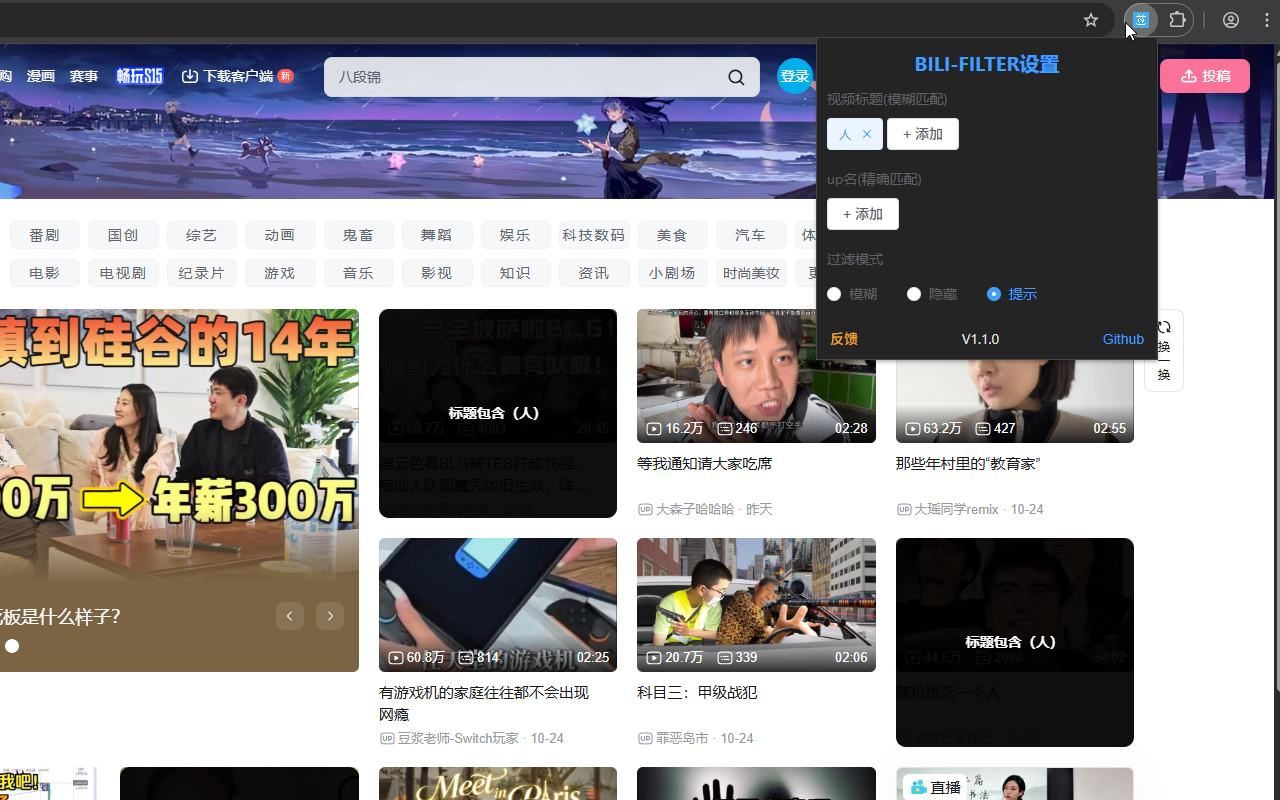 购 漫画 赛事 畅玩S15 下载客户端 新
八段锦
登录
投稿
BILI-FILTER设置
视频标题(模糊匹配)
人 ×
+ 添加
up名(精确匹配)
+ 添加
过滤模式
模糊 隐藏 提示
反馈 V1.1.0 Github
番剧 国创 综艺 动画 鬼畜 舞蹈 娱乐 科技数码 美食 汽车 体
电影 电视剧 纪录片 游戏 音乐 影视 知识 资讯 小剧场 时尚美妆
换
换
镇到硅谷的14年
00万 年薪300万
老板是什么样子？
标题包含（人）
69.7万 4083 20:45
德云色看BLG被TES打成16强，
喵仙人队服魔咒依旧生效，阵…
16.2万 246 02:28
等我通知请大家吃席
UP 大森子哈哈哈 · 昨天
63.2万 427 02:55
那些年村里的“教育家”
UP 大瑶同学remix · 10-24
60.8万 814 02:25
有游戏机的家庭往往都不会出现
网瘾
UP 豆浆老师-Switch玩家 · 10-24
20.7万 339 02:06
科目三：甲级战犯
UP 罪恶岛市 · 10-24
标题包含（人）
44.5万 2088 34:02
随机饿死一个人
我吧!
Meet in Paris
直播